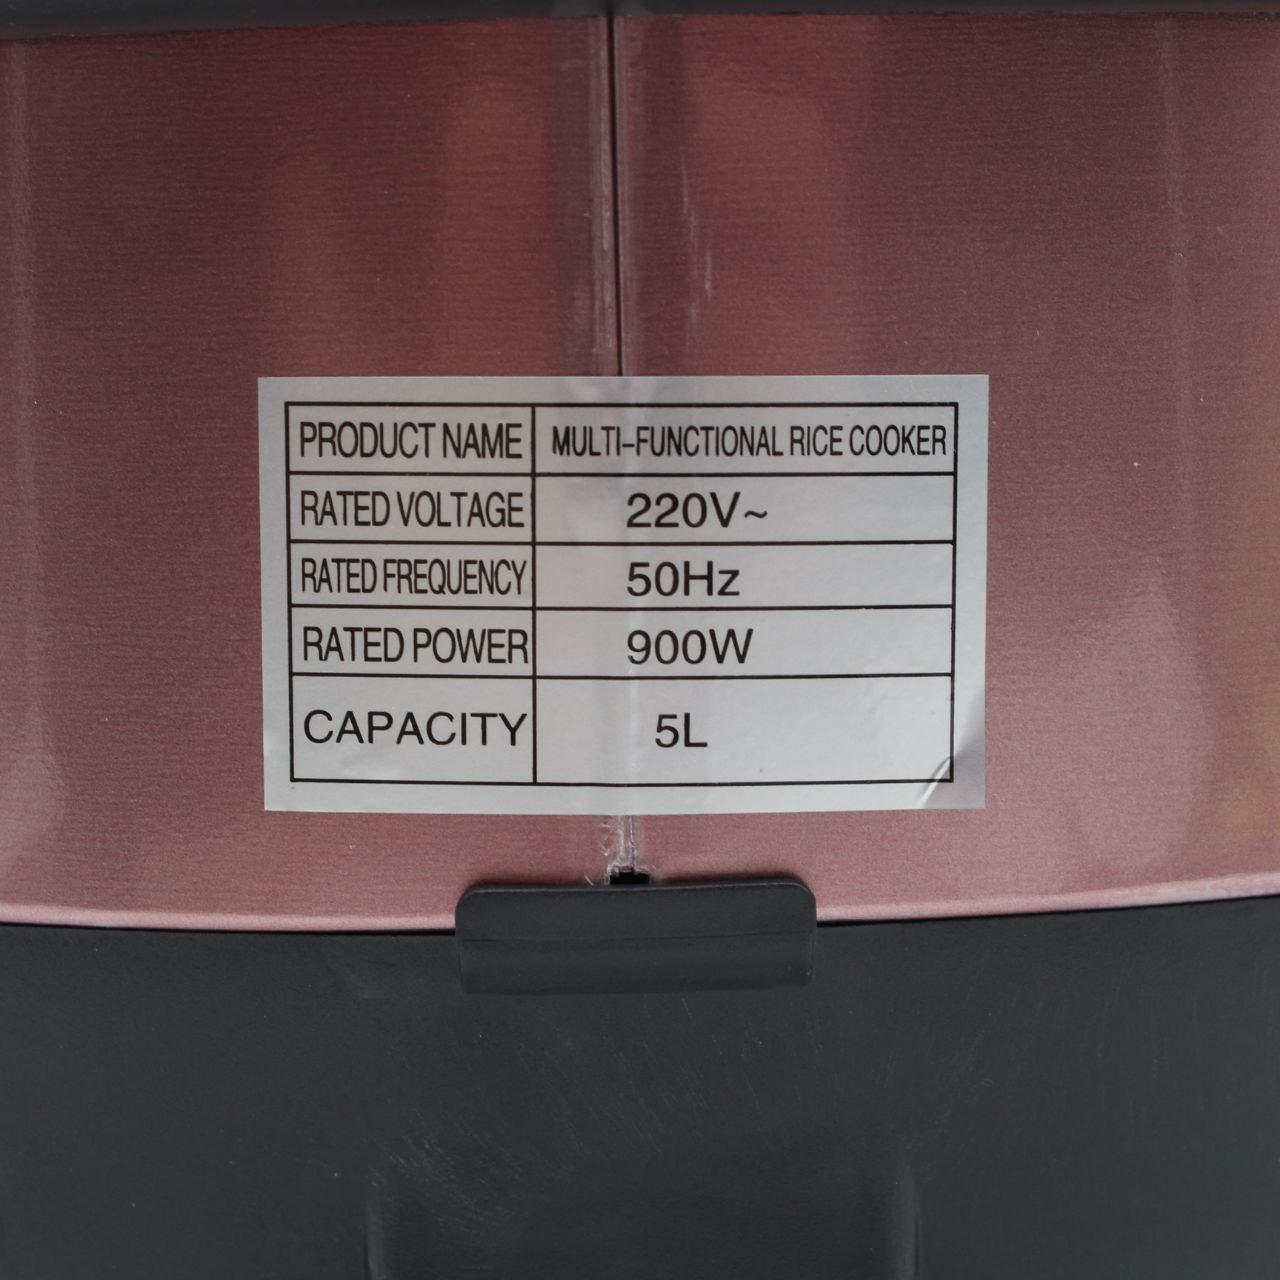 PRODUCT NAME MULTI-FUNCTIONAL RICE COOKER
RATED VOLTAGE 220V~
RATED FREQUENCY 50Hz
RATED POWER 900W
CAPACITY 5L